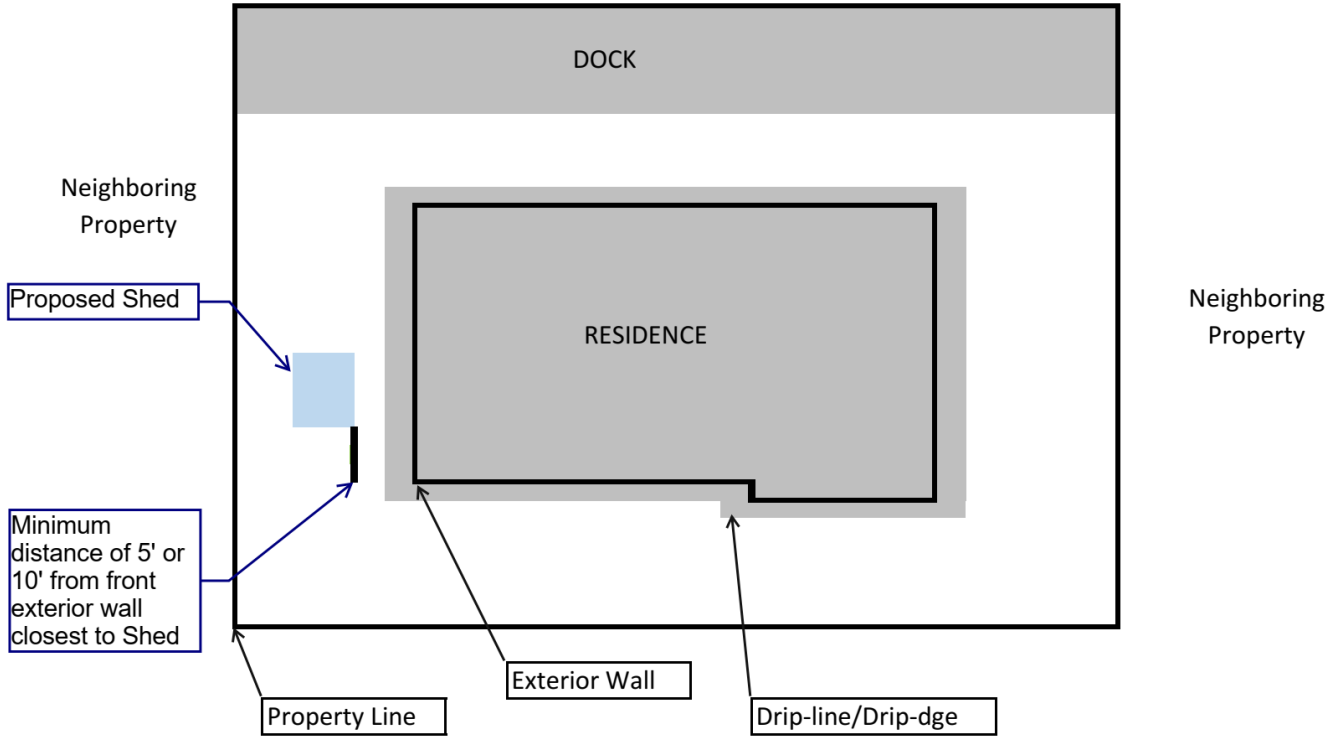 DOCK
Neighboring
Property
Proposed Shed
Neighboring
Property
RESIDENCE
Minimum
distance of 5' or
10' from front
exterior wall
closest to Shed
Exterior Wall
Property Line
Drip-line/Drip-dge